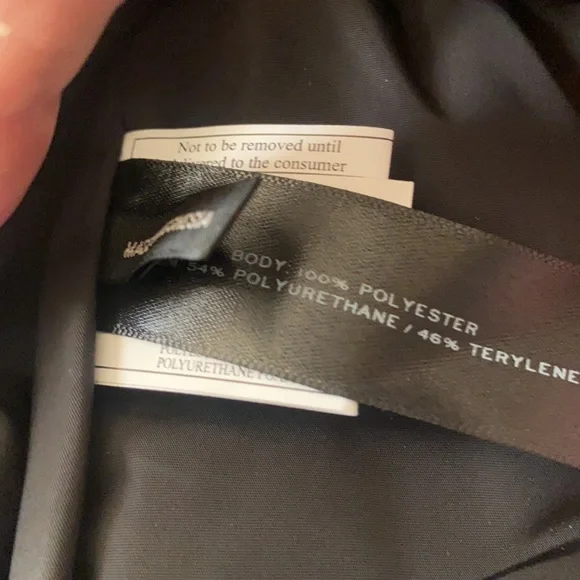 Not to be removed until
delivered to the consumer
BODY: 100% POLYESTER
54% POLYURETHANE / 46% TERYLENE
POLYURETHANE